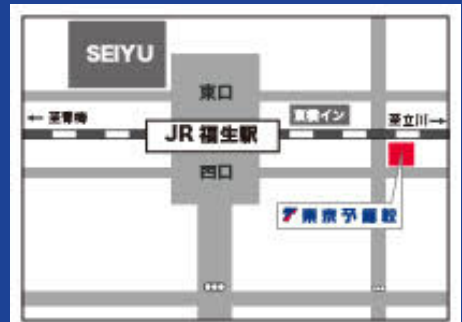 SEIYU
東口
← 至青梅
東横イン
至立川→
JR 福生駅
西口
東京予備校